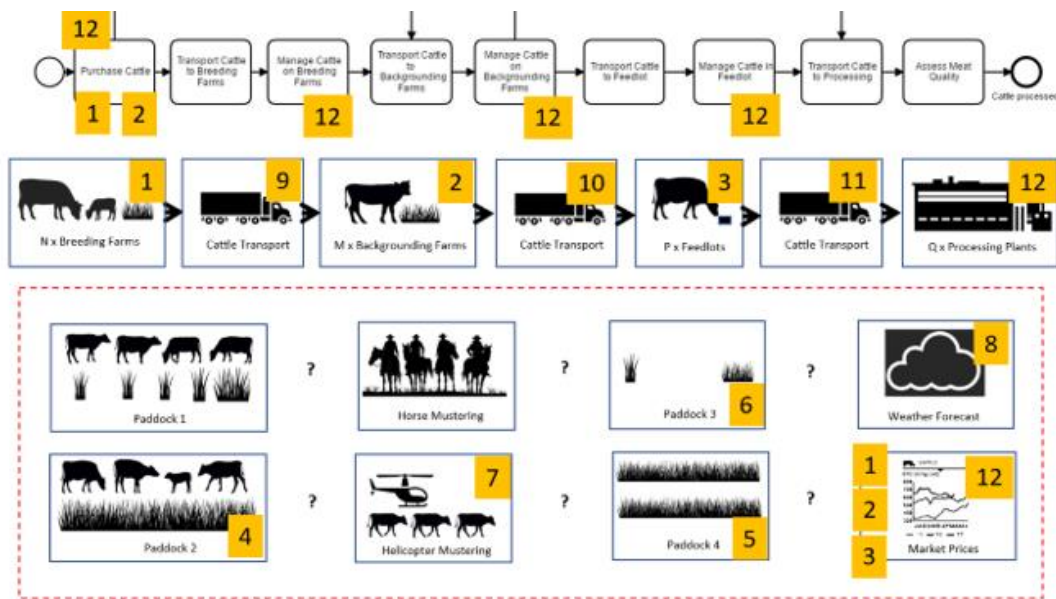 12
Purchase Cattle
1
2
Transport Cattle
to Breeding
Farms
Manage Cattle
on Breeding
Farms
12
Transport Cattle
to
Backgrounding
Farms
Manage Cattle
on
Backgrounding
Farms
12
Transport Cattle
to Feedlot
Manage Cattle in
Feedlot
12
Transport Cattle
to Processing
Assess Meat
Quality
Cattle processed
1
N x Breeding Farms
9
Cattle Transport
2
M x Backgrounding Farms
10
Cattle Transport
3
P x Feedlots
11
Cattle Transport
12
Q x Processing Plants
Paddock 1
?
Horse Mustering
?
6
Paddock 3
?
8
Weather Forecast
4
Paddock 2
?
7
Helicopter Mustering
?
5
Paddock 4
?
1
2
3
12
Market Prices